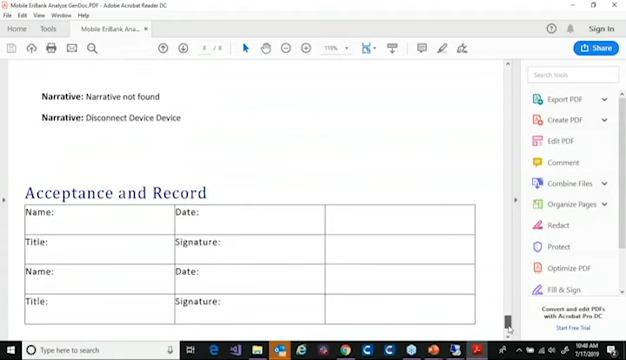 Mobile EriBank Analyze GenDoc.PDF - Adobe Acrobat Reader DC
File Edit View Window Help
Home Tools Mobile EriBank Anal... × Sign In
8 / 8 118% Share
Narrative: Narrative not found
Narrative: Disconnect Device Device
Acceptance and Record
Name: Date:
Title: Signature:
Name: Date:
Title: Signature:
Search tools
Export PDF
Create PDF
Edit PDF
Comment
Combine Files
Organize Pages
Redact
Protect
Optimize PDF
Fill & Sign
Convert and edit PDFs
with Acrobat Pro DC
Start Free Trial
Type here to search
10:48 AM
7/17/2019